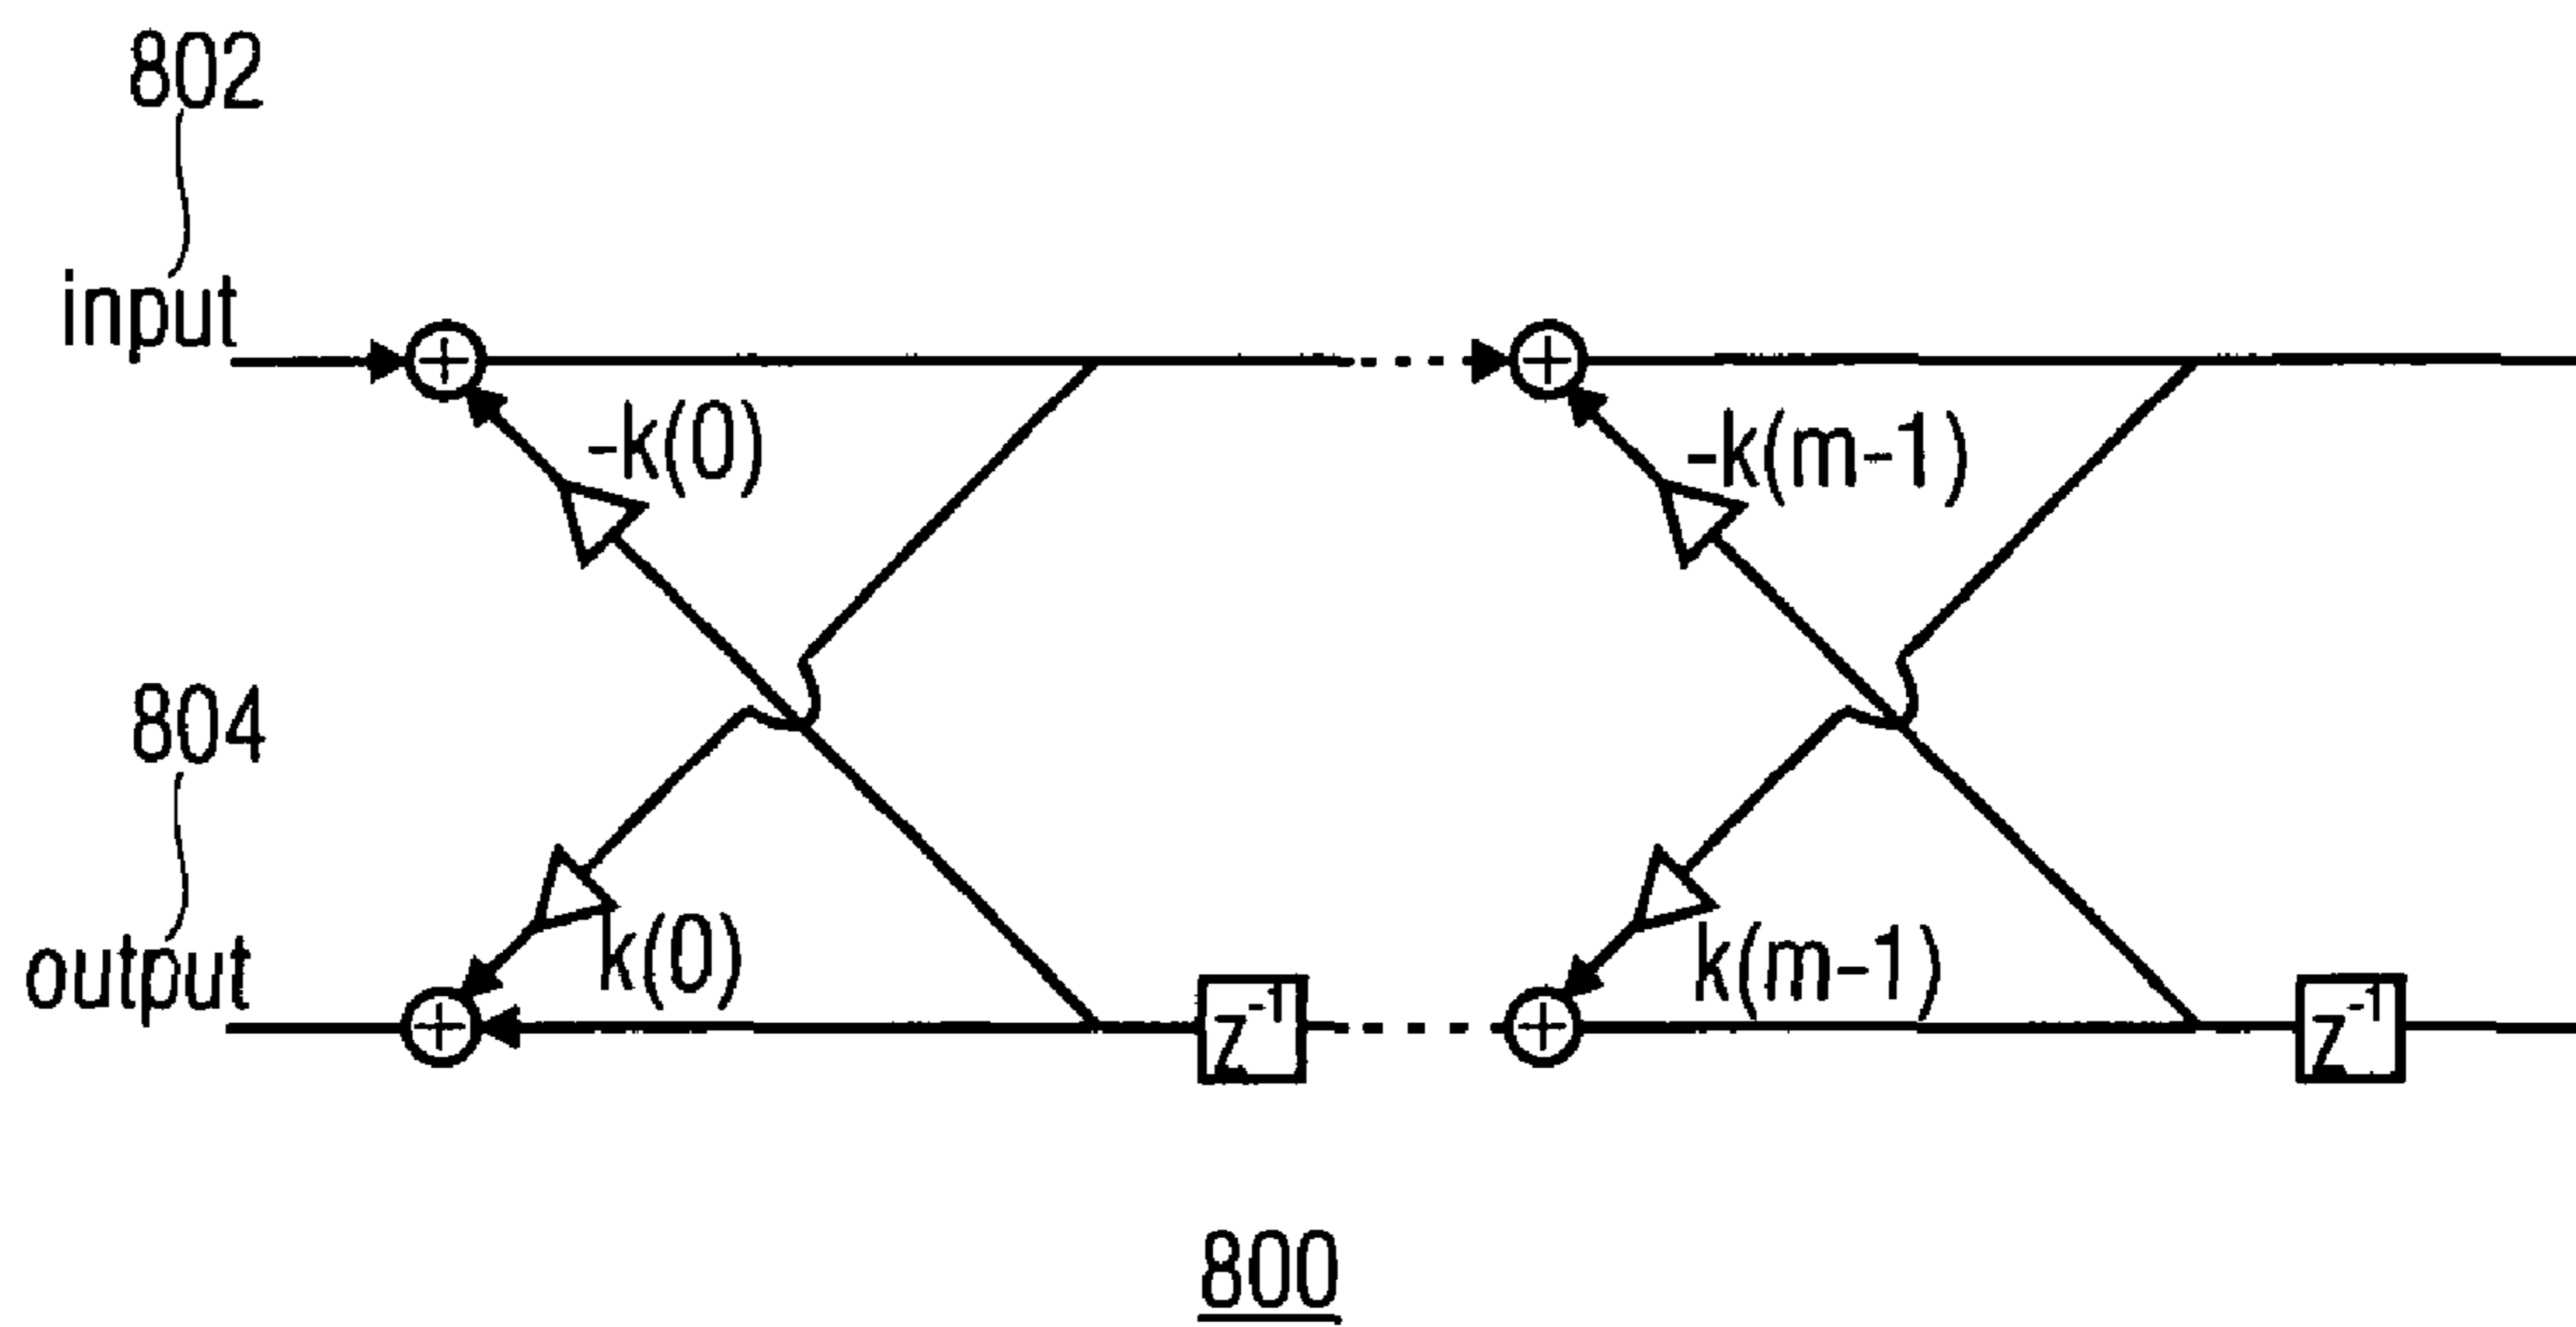 802
input
-k(0)
-k(m-1)
804
output
k(0)
k(m-1)
z-1
z-1
800